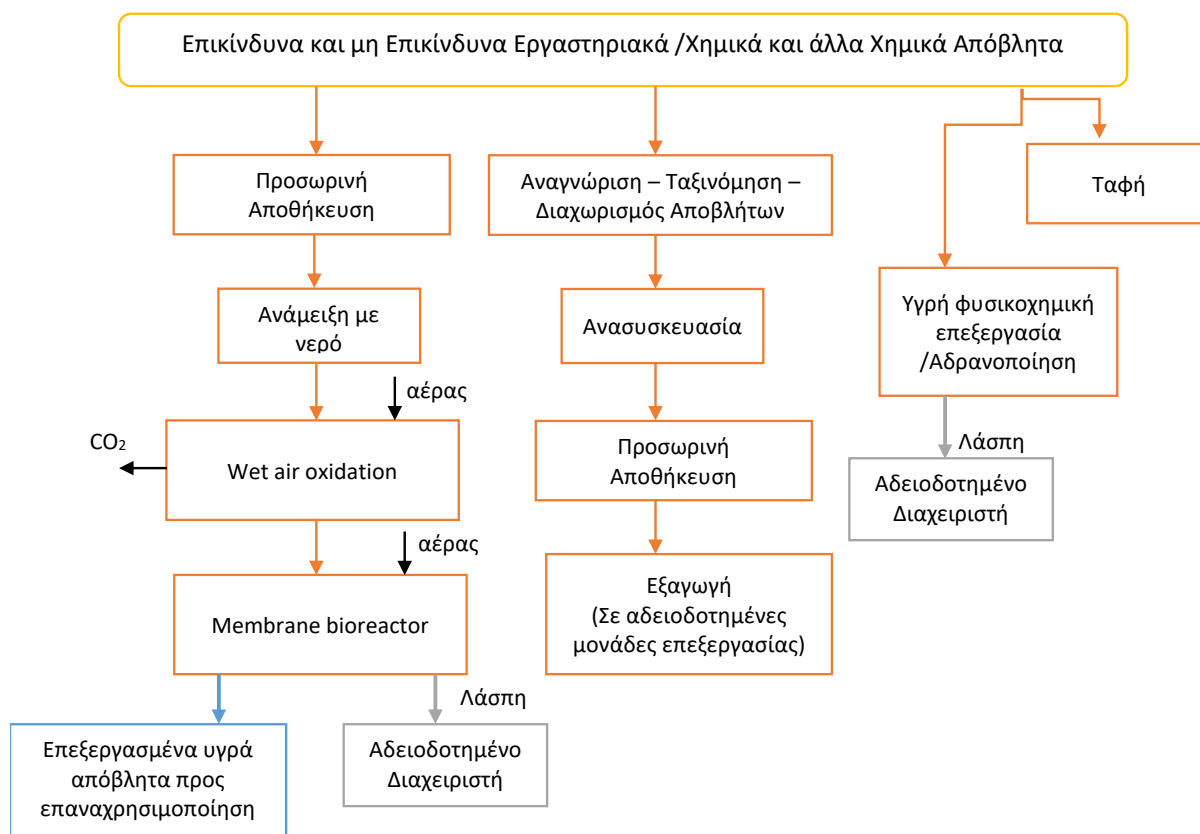 Επικίνδυνα και μη Επικίνδυνα Εργαστηριακά /Χημικά και άλλα Χημικά Απόβλητα
Προσωρινή
Αποθήκευση
Αναγνώριση – Ταξινόμηση –
Διαχωρισμός Αποβλήτων
Ταφή
Ανάμειξη με
νερό
Ανασυσκευασία
Υγρή φυσικοχημική
επεξεργασία
/Αδρανοποίηση
αέρας
CO₂
Wet air oxidation
Προσωρινή
Αποθήκευση
Λάσπη
Αδειοδοτημένο
Διαχειριστή
αέρας
Membrane bioreactor
Εξαγωγή
(Σε αδειοδοτημένες
μονάδες επεξεργασίας)
Λάσπη
Επεξεργασμένα υγρά
απόβλητα προς
επαναχρησιμοποίηση
Αδειοδοτημένο
Διαχειριστή